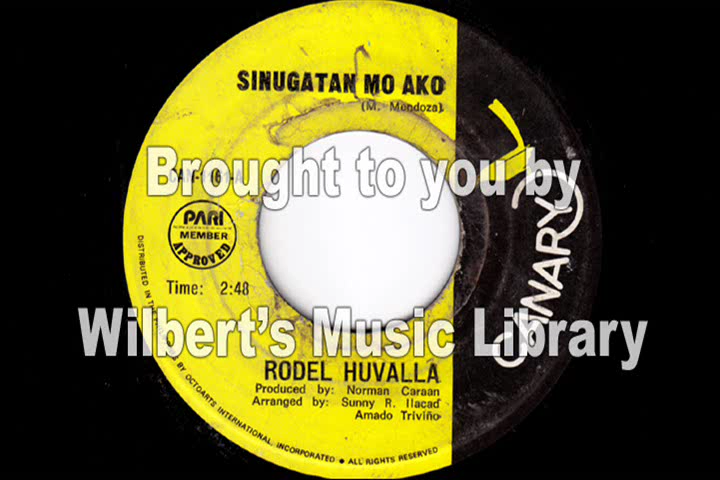 SINUGATAN MO AKO
(M. Mendoza)
Brought to you by
PARI
MEMBER
APPROVED
CANARY
Time: 2:48
Wilbert's Music Library
RODEL HUVALLA
Produced by: Norman Caraan
Arranged by: Sunny R. Ilacad
Amado Triviño
DISTRIBUTED IN THE BY OCTOARTS INTERNATIONAL, INCORPORATED • ALL RIGHTS RESERVED